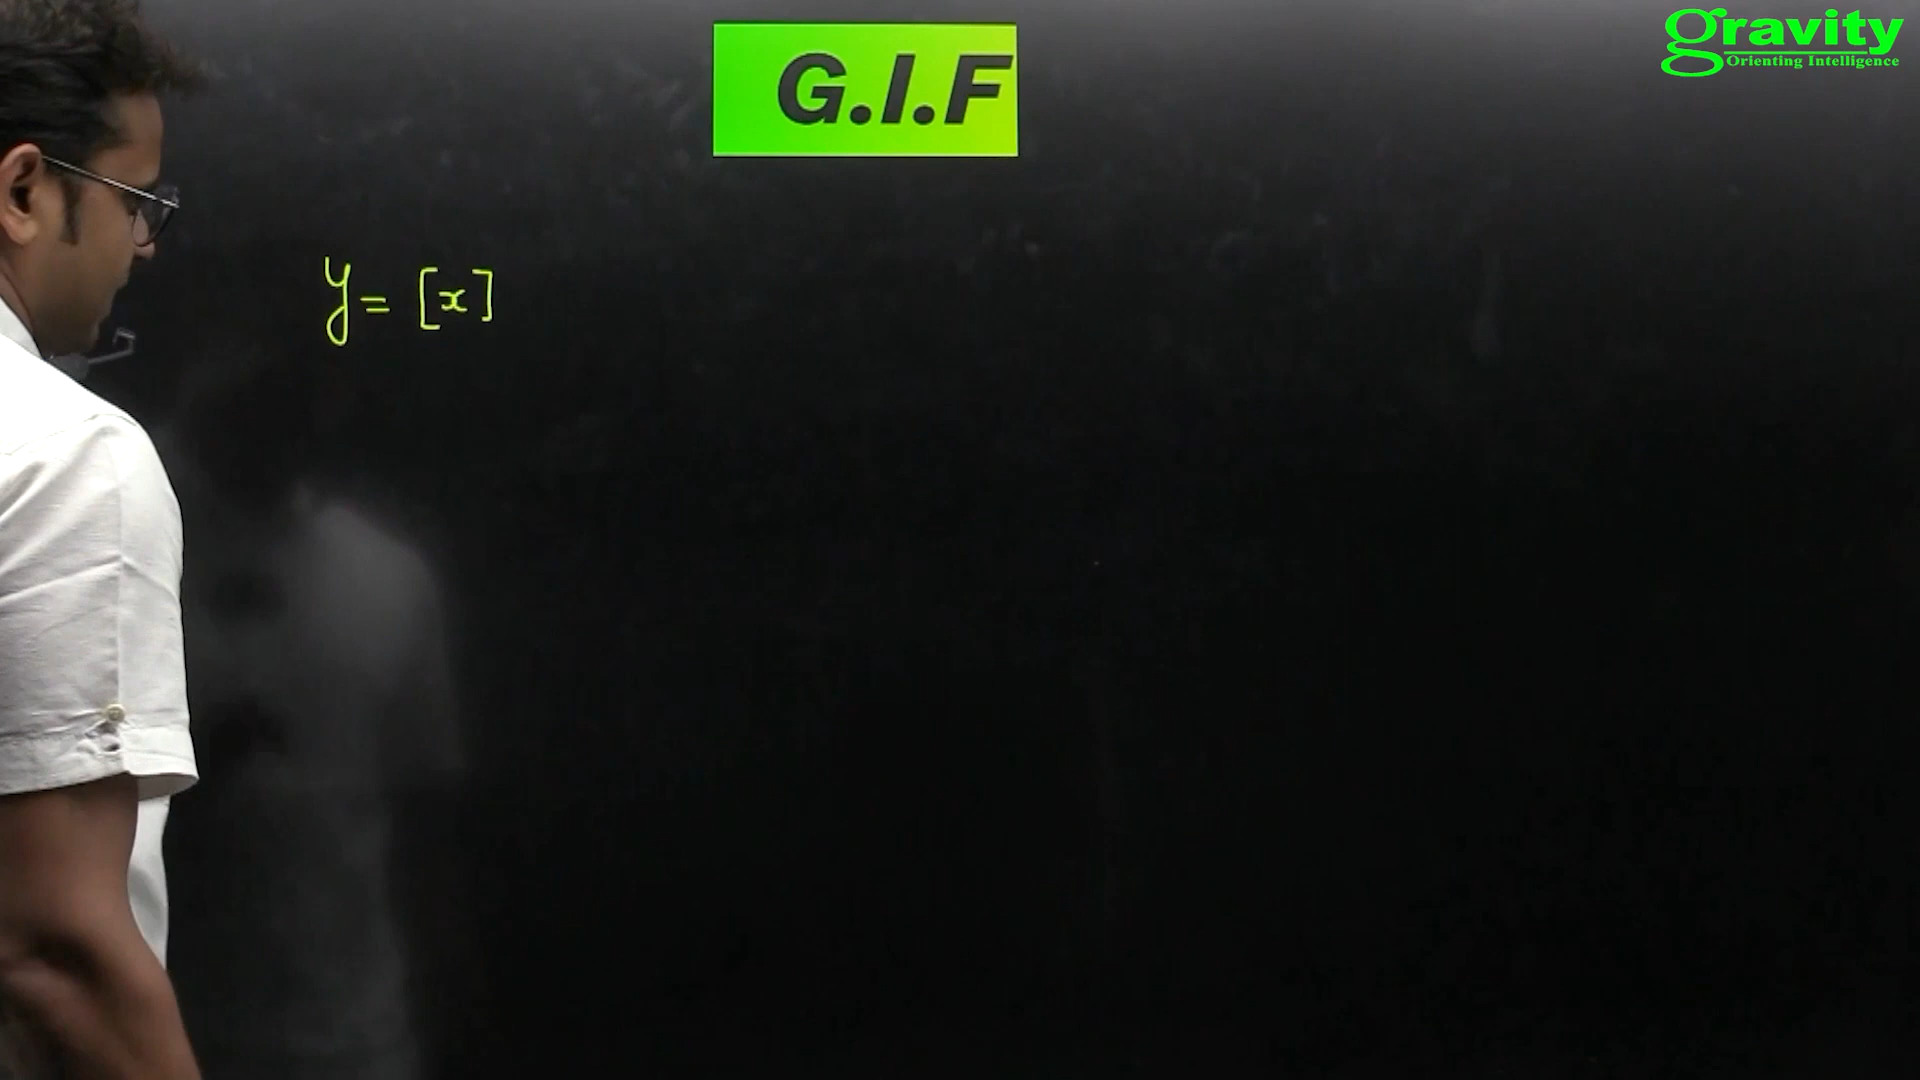 G.I.F
gravity
Orienting Intelligence
y = [x]